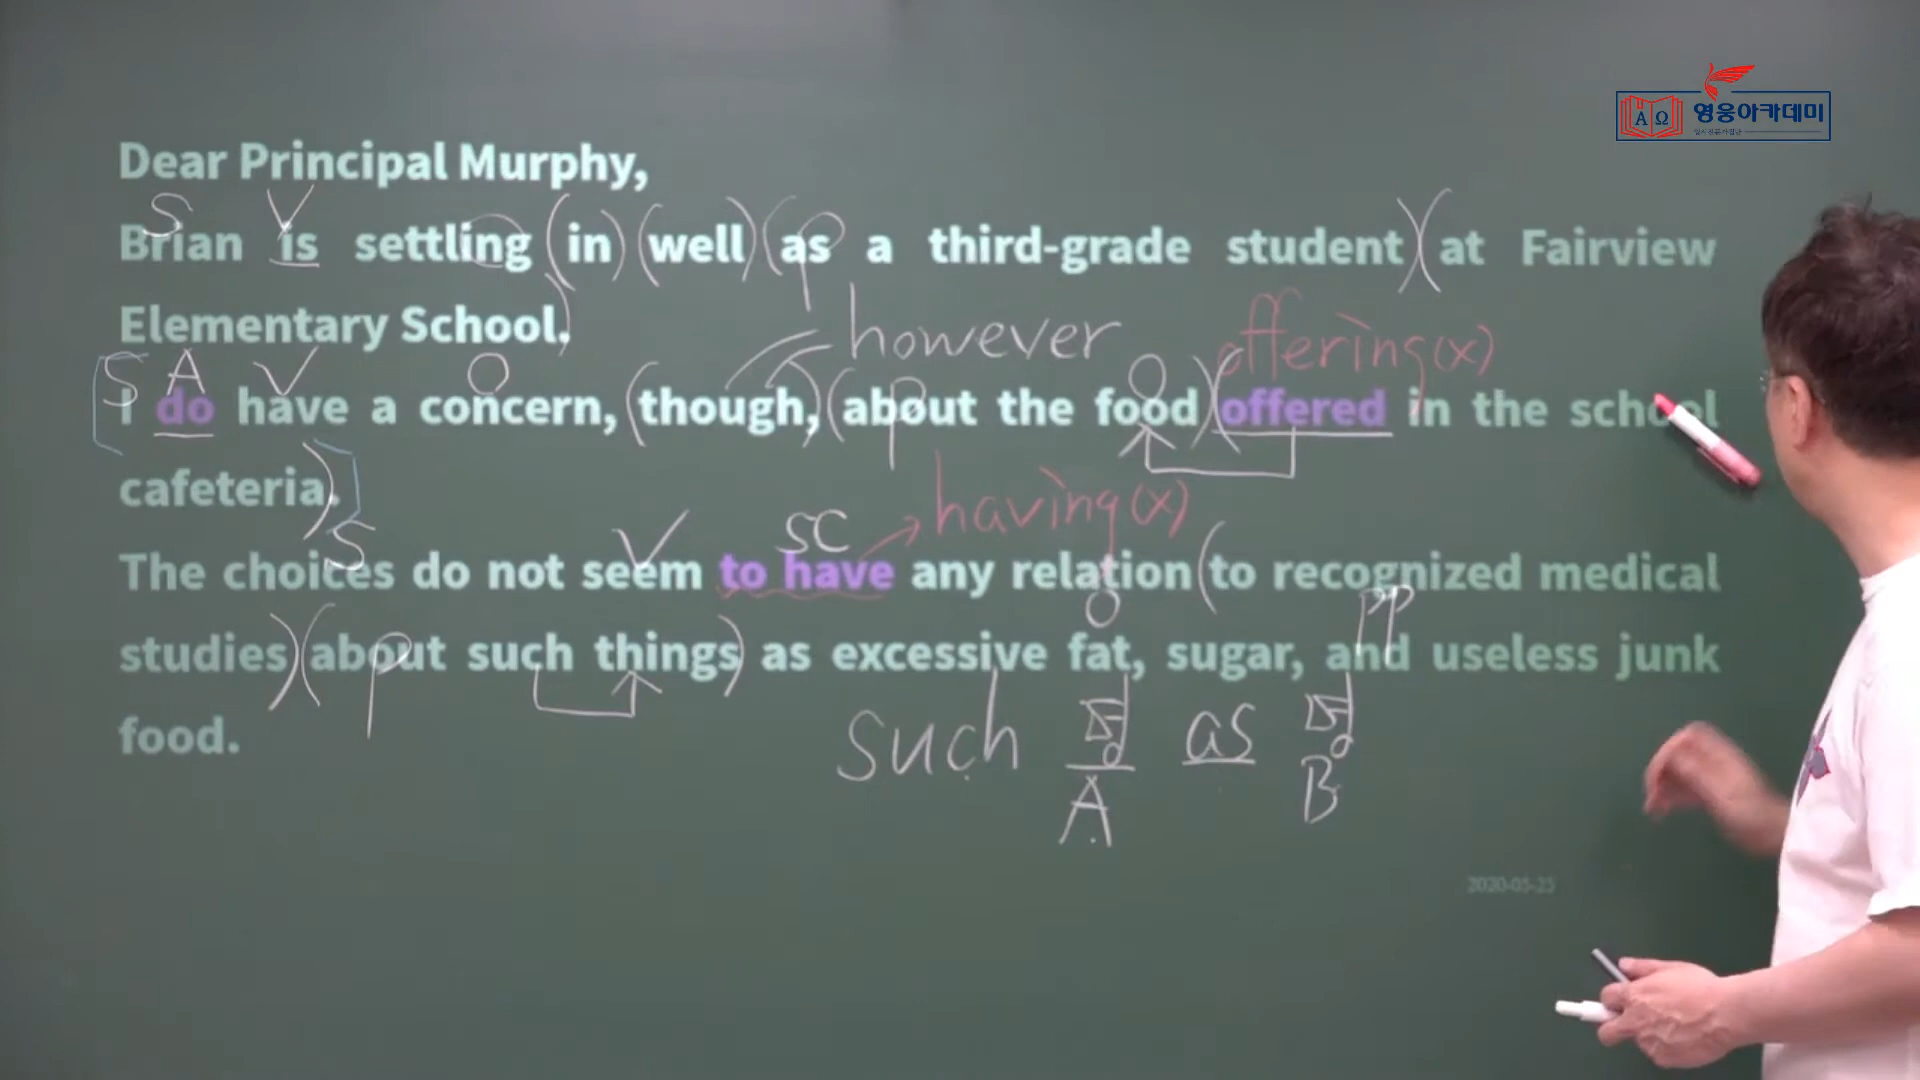 영웅아카데미
Dear Principal Murphy,
S V
Brian is settling (in) (well) (as a third-grade student) (at Fairview
p
Elementary School,)
however offering(x)
S A V O O
I do have a concern, (though,) (about the food) (offered in the school
p
cafeteria.)
having(x)
S V SC
The choices do not seem to have any relation (to recognized medical
O pp
studies) (about such things) as excessive fat, sugar, and useless junk
p
food.
such 명 as 명
A B
2020-05-25